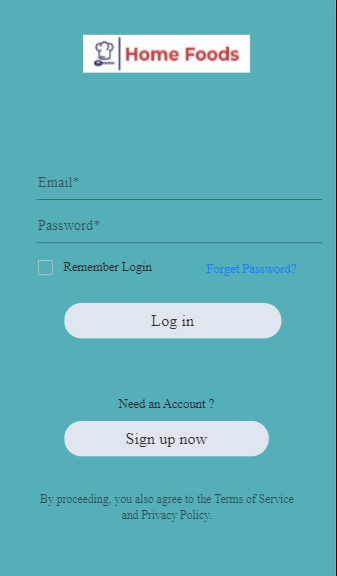 Home Foods
Email*
Password*
Remember Login
Forget Password?
Log in
Need an Account ?
Sign up now
By proceeding, you also agree to the Terms of Service
and Privacy Policy.